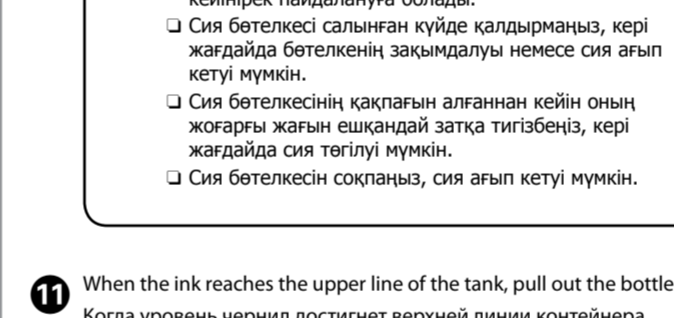 ❏ Сия бөтелкесі салынған күйде қалдырмаңыз, кері
жағдайда бөтелкенің зақымдалуы немесе сия ағып
кетуі мүмкін.
❏ Сия бөтелкесінің қақпағын алғаннан кейін оның
жоғарғы жағын ешқандай затқа тигізбеңіз, кері
жағдайда сия төгілуі мүмкін.
❏ Сия бөтелкесін соқпаңыз, сия ағып кетуі мүмкін.
11 When the ink reaches the upper line of the tank, pull out the bottle
Когда уровень чернил достигнет верхней линии контейнера